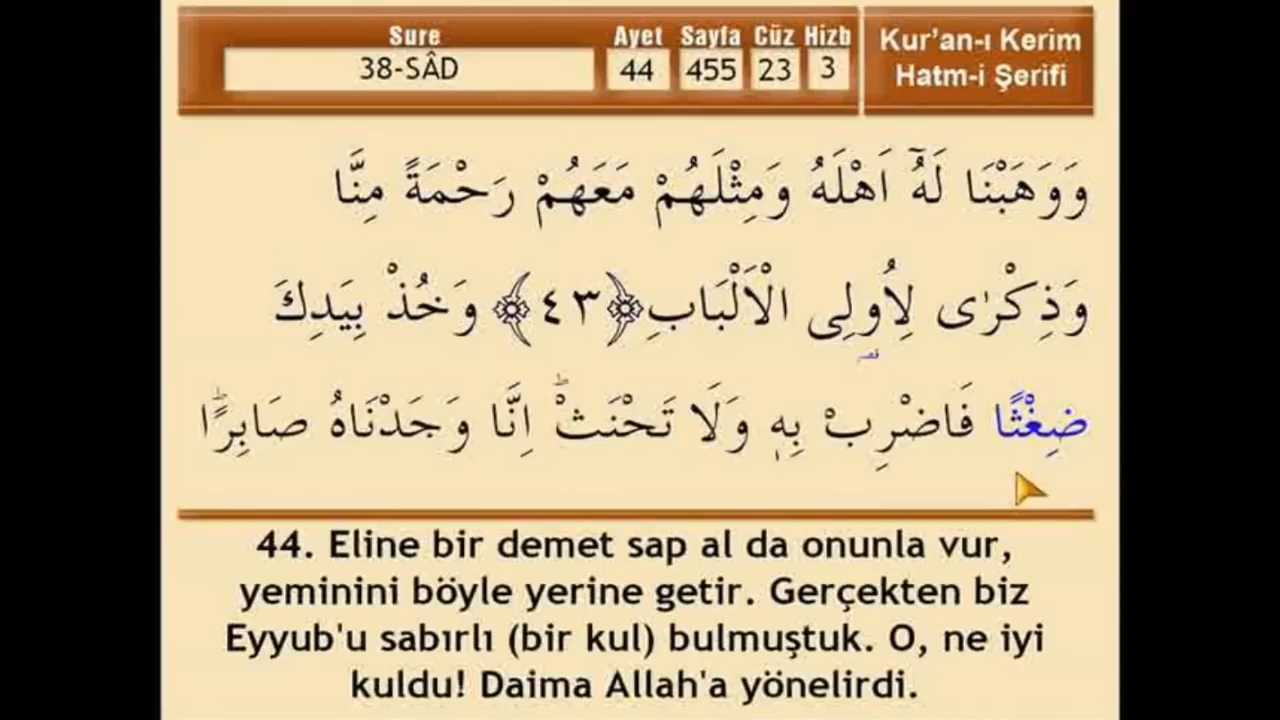 Sure Ayet Sayfa Cüz Hizb
38-SÂD 44 455 23 3
Kur'an-ı Kerim
Hatm-i Şerifi
وَوَهَبْنَا لَهُٓ اَهْلَهُ وَمِثْلَهُمْ مَعَهُمْ رَحْمَةً مِنَّا
وَذِكْرٰى لِاُو۬لِى الْاَلْبَابِ ﴿٤٣﴾ وَخُذْ بِيَدِكَ
ضِغْثًا فَاضْرِبْ بِهٖ وَلَا تَحْنَثْۜ اِنَّا وَجَدْنَاهُ صَابِرًاۜ
44. Eline bir demet sap al da onunla vur,
yeminini böyle yerine getir. Gerçekten biz
Eyyub'u sabırlı (bir kul) bulmuştuk. O, ne iyi
kuldu! Daima Allah'a yönelirdi.